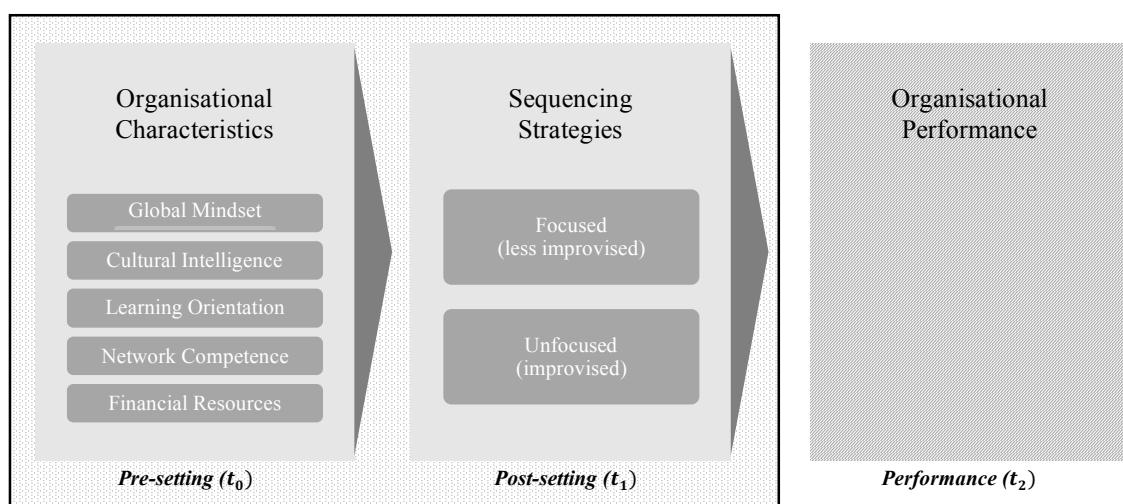 Organisational
Characteristics
Global Mindset
Cultural Intelligence
Learning Orientation
Network Competence
Financial Resources
Pre-setting (t₀)
Sequencing
Strategies
Focused
(less improvised)
Unfocused
(improvised)
Post-setting (t₁)
Organisational
Performance
Performance (t₂)